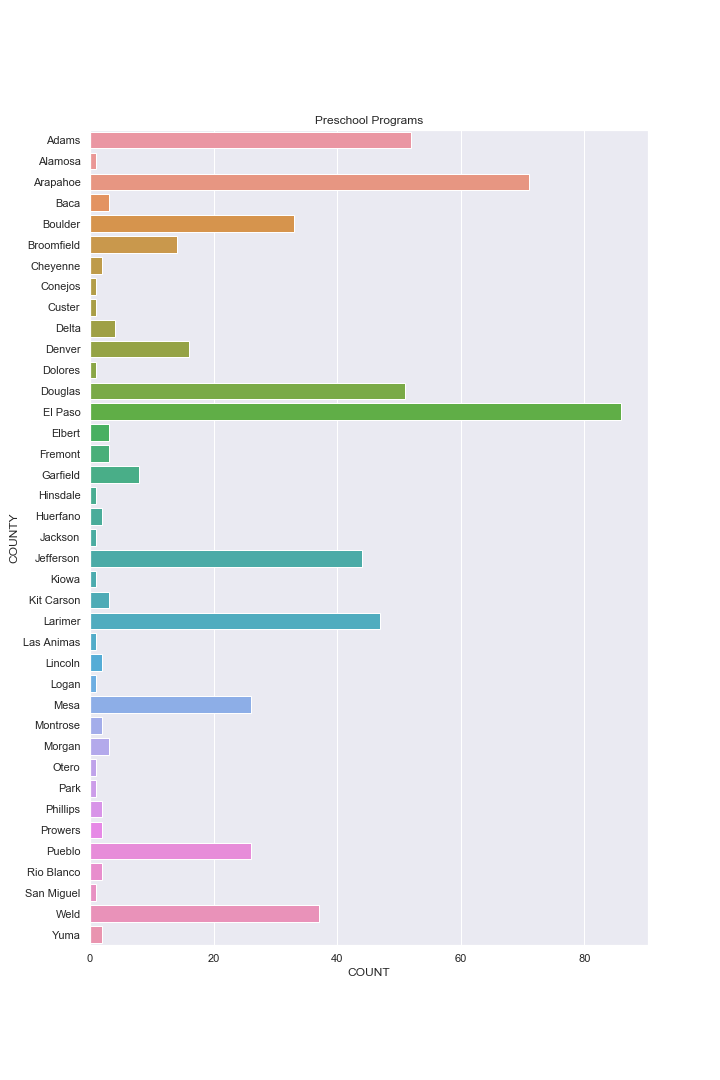 Preschool Programs
Adams
Alamosa
Arapahoe
Baca
Boulder
Broomfield
Cheyenne
Conejos
Custer
Delta
Denver
Dolores
Douglas
El Paso
Elbert
Fremont
Garfield
Hinsdale
Huerfano
Jackson
Jefferson
Kiowa
Kit Carson
Larimer
Las Animas
Lincoln
Logan
Mesa
Montrose
Morgan
Otero
Park
Phillips
Prowers
Pueblo
Rio Blanco
San Miguel
Weld
Yuma
COUNTY
0 20 40 60 80
COUNT